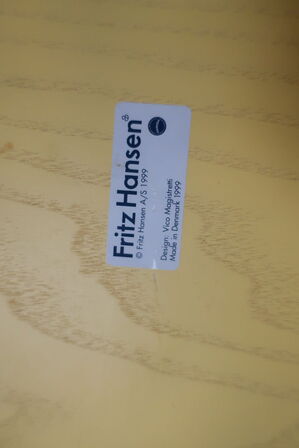 Fritz Hansen®
© Fritz Hansen A/S 1999
Design: Vico Magistretti
Made in Denmark 1999